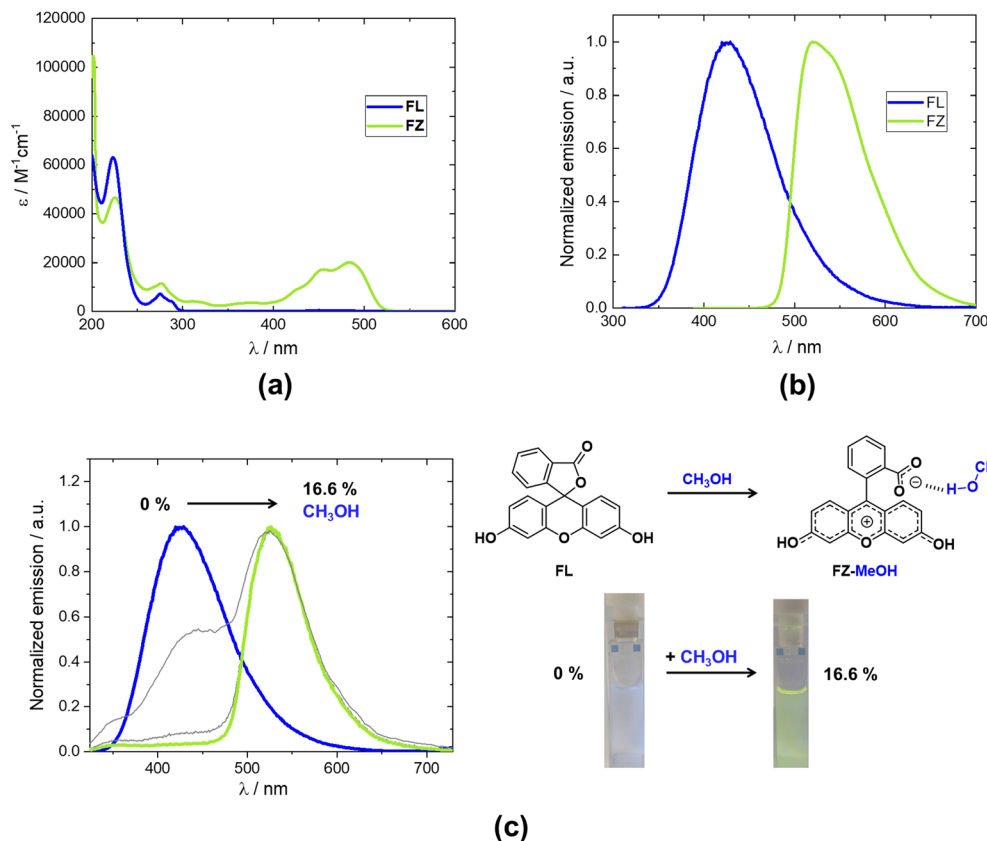 120000
100000
80000
60000
40000
20000
0
ε / M⁻¹cm⁻¹
FL
FZ
200 300 400 500 600
λ / nm
(a)
1.0
0.8
0.6
0.4
0.2
0.0
Normalized emission / a.u.
FL
FZ
300 400 500 600 700
λ / nm
(b)
1.2
1.0
0.8
0.6
0.4
0.2
0.0
Normalized emission / a.u.
0 %
16.6 %
CH₃OH
400 500 600 700
λ / nm
O
O
HO O OH
FL
CH₃OH
O
O
⊖
H
O
HO O OH
⊕
FZ-MeOH
0 %
+ CH₃OH
16.6 %
(c)